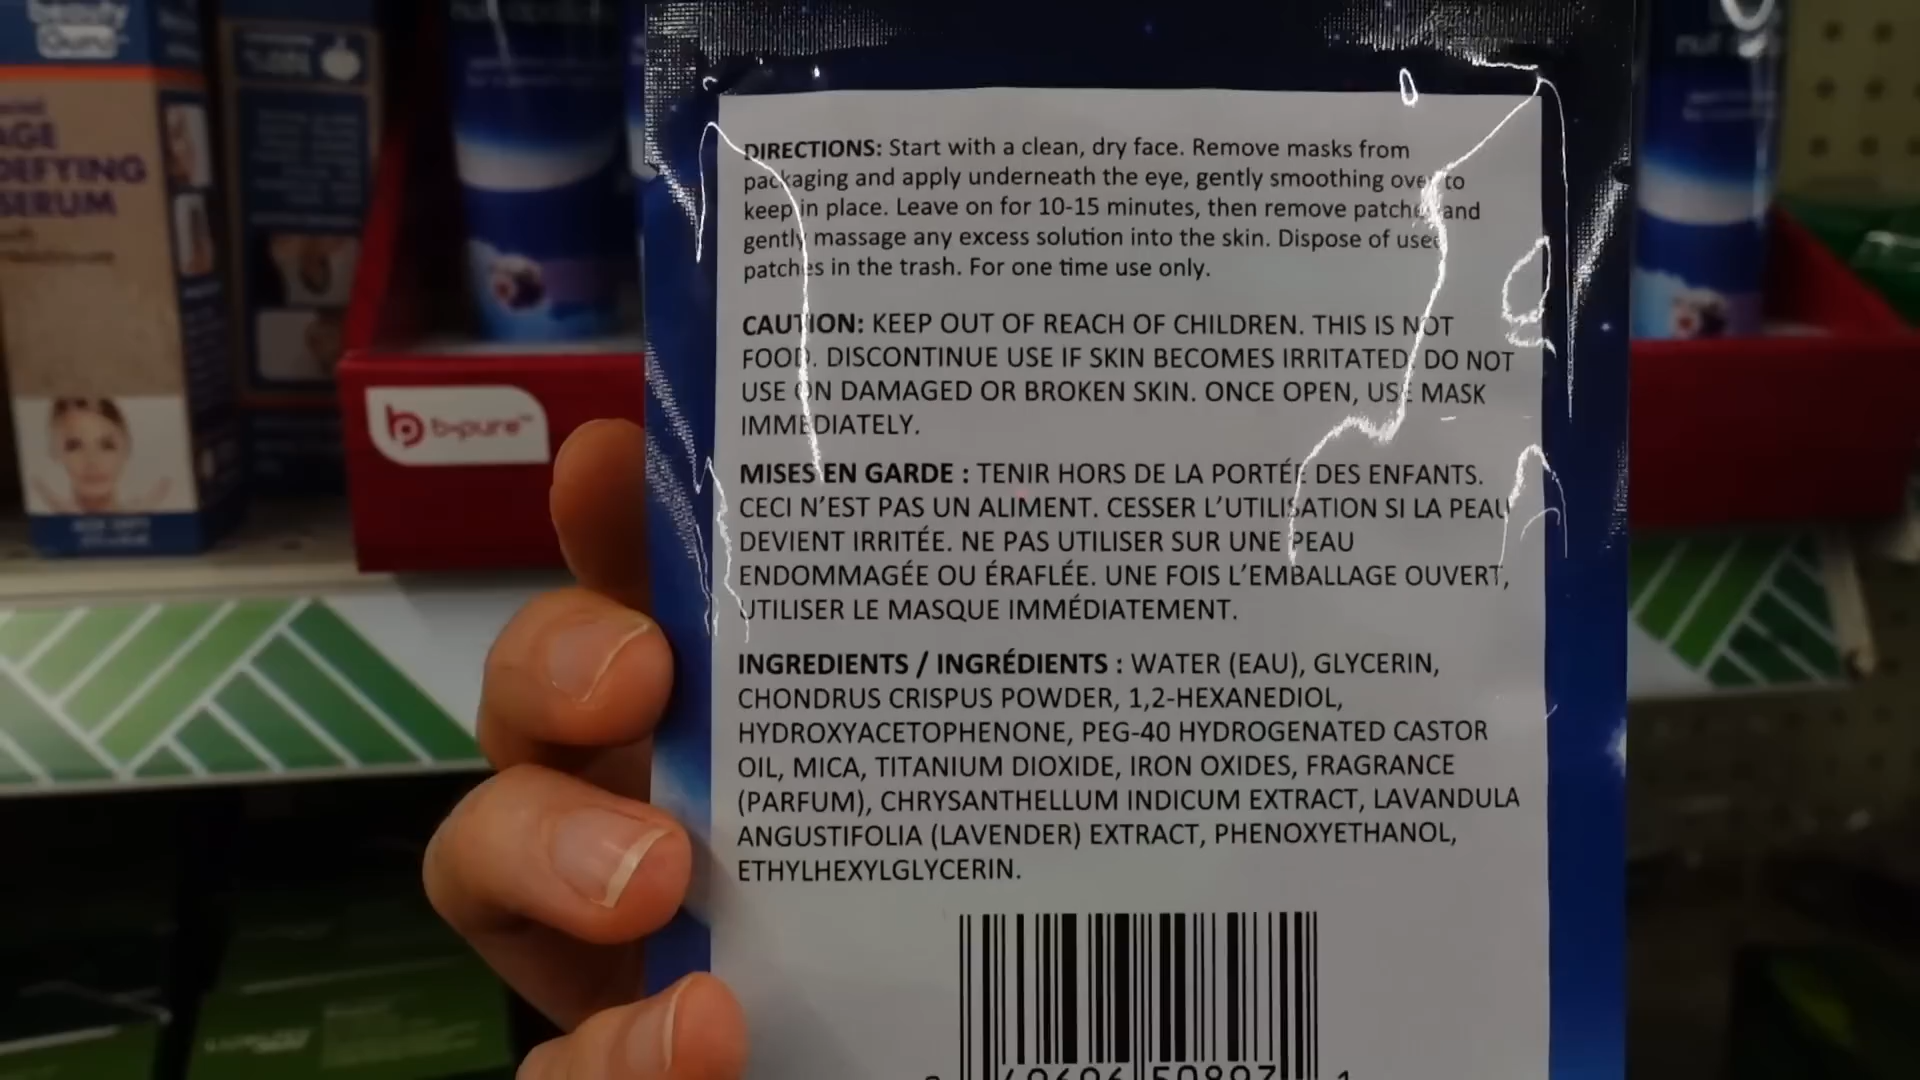 beauty
AGE
DEFYING
SERUM
b b•pure™
DIRECTIONS: Start with a clean, dry face. Remove masks from
packaging and apply underneath the eye, gently smoothing over to
keep in place. Leave on for 10-15 minutes, then remove patches and
gently massage any excess solution into the skin. Dispose of used
patches in the trash. For one time use only.
CAUTION: KEEP OUT OF REACH OF CHILDREN. THIS IS NOT
FOOD. DISCONTINUE USE IF SKIN BECOMES IRRITATED. DO NOT
USE ON DAMAGED OR BROKEN SKIN. ONCE OPEN, USE MASK
IMMEDIATELY.
MISES EN GARDE : TENIR HORS DE LA PORTÉE DES ENFANTS.
CECI N'EST PAS UN ALIMENT. CESSER L'UTILISATION SI LA PEAU
DEVIENT IRRITÉE. NE PAS UTILISER SUR UNE PEAU
ENDOMMAGÉE OU ÉRAFLÉE. UNE FOIS L'EMBALLAGE OUVERT,
UTILISER LE MASQUE IMMÉDIATEMENT.
INGREDIENTS / INGRÉDIENTS : WATER (EAU), GLYCERIN,
CHONDRUS CRISPUS POWDER, 1,2-HEXANEDIOL,
HYDROXYACETOPHENONE, PEG-40 HYDROGENATED CASTOR
OIL, MICA, TITANIUM DIOXIDE, IRON OXIDES, FRAGRANCE
(PARFUM), CHRYSANTHELLUM INDICUM EXTRACT, LAVANDULA
ANGUSTIFOLIA (LAVENDER) EXTRACT, PHENOXYETHANOL,
ETHYLHEXYLGLYCERIN.